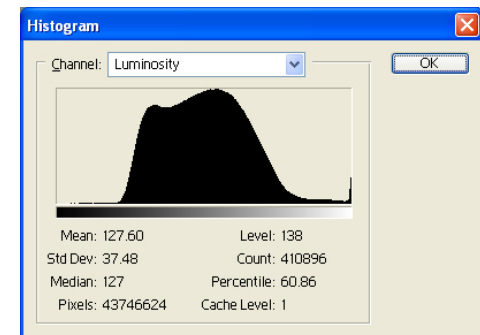 Histogram
Channel: Luminosity
OK
Mean: 127.60 Level: 138
Std Dev: 37.48 Count: 410896
Median: 127 Percentile: 60.86
Pixels: 43746624 Cache Level: 1